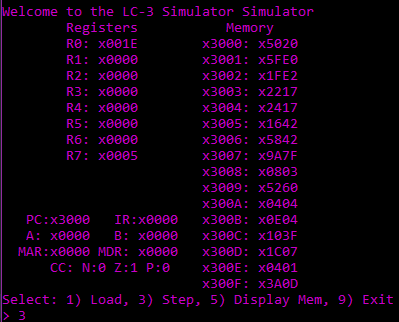 Welcome to the LC-3 Simulator Simulator
Registers Memory
R0: x001E x3000: x5020
R1: x0000 x3001: x5FE0
R2: x0000 x3002: x1FE2
R3: x0000 x3003: x2217
R4: x0000 x3004: x2417
R5: x0000 x3005: x1642
R6: x0000 x3006: x5842
R7: x0005 x3007: x9A7F
x3008: x0803
x3009: x5260
x300A: x0404
PC:x3000 IR:x0000 x300B: x0E04
A: x0000 B: x0000 x300C: x103F
MAR:x0000 MDR: x0000 x300D: x1C07
CC: N:0 Z:1 P:0 x300E: x0401
x300F: x3A0D
Select: 1) Load, 3) Step, 5) Display Mem, 9) Exit
> 3